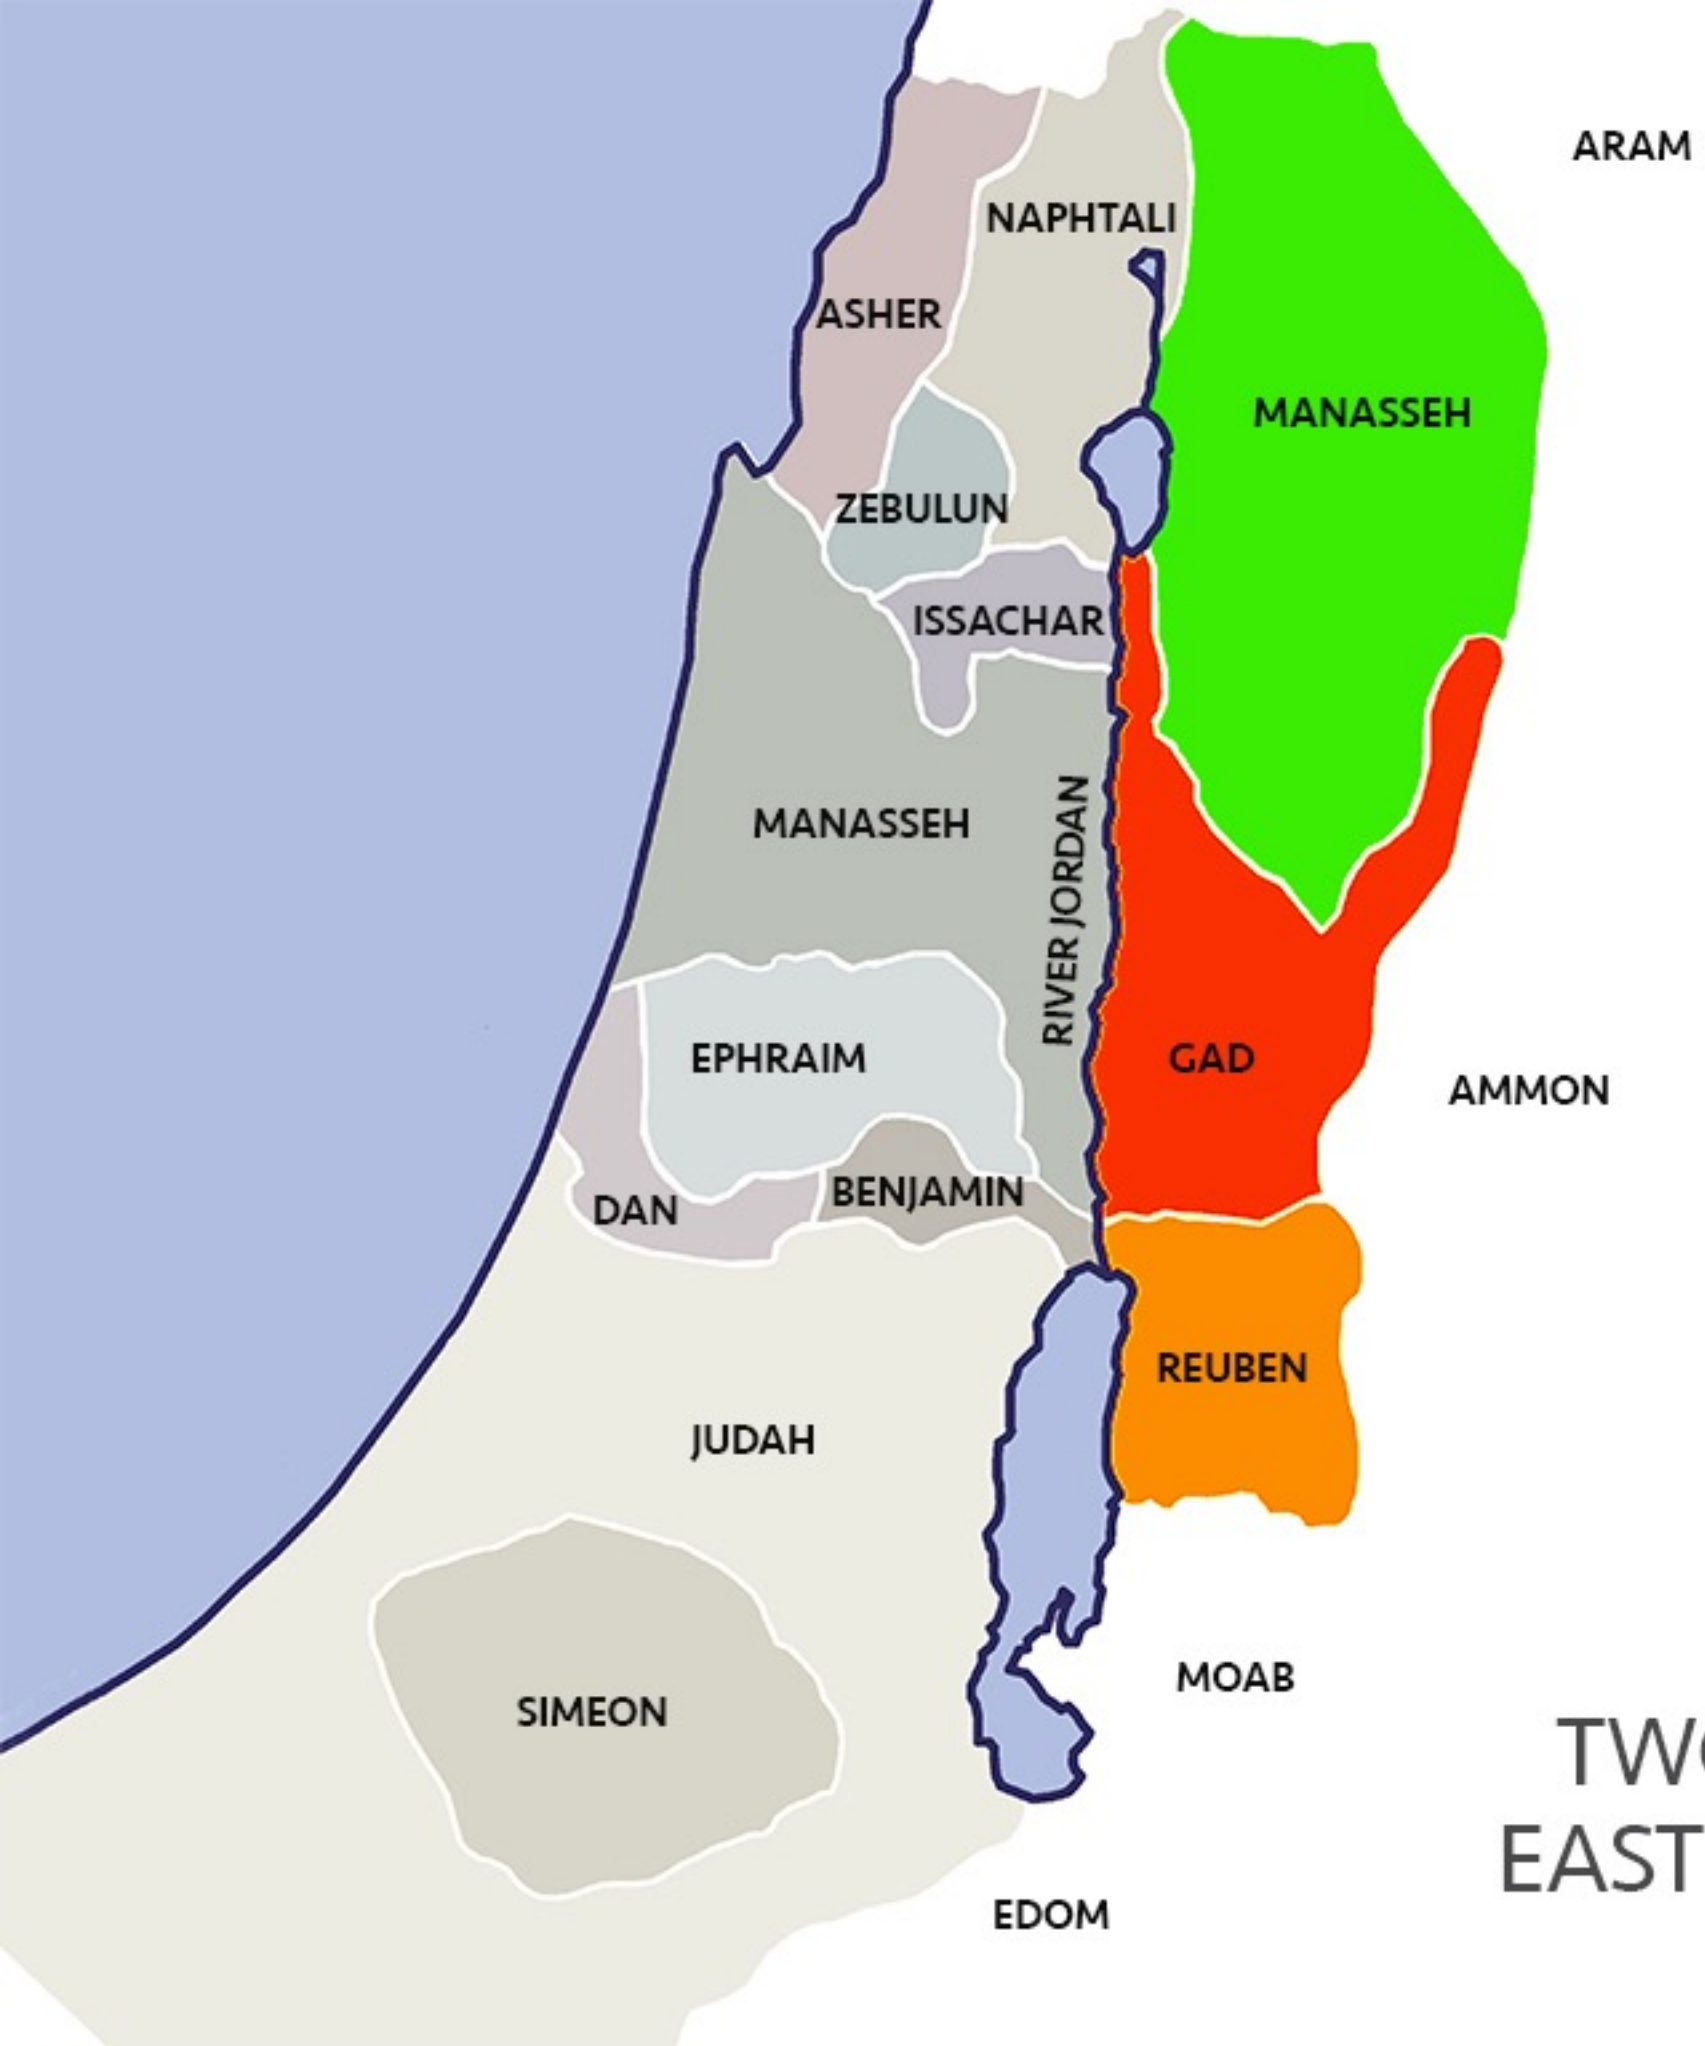 ARAM
NAPHTALI
ASHER
MANASSEH
ZEBULUN
ISSACHAR
MANASSEH
RIVER JORDAN
EPHRAIM
GAD
AMMON
BENJAMIN
DAN
REUBEN
JUDAH
MOAB
SIMEON
EAST
EDOM